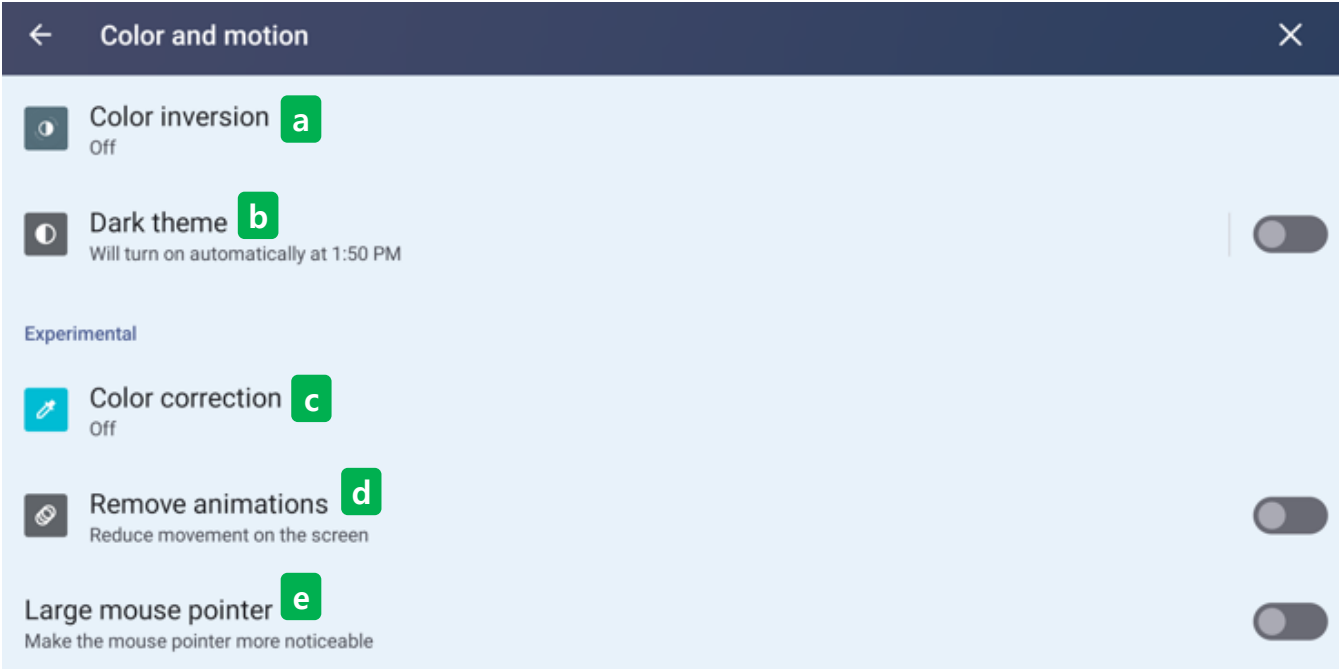 Color and motion
Color inversion a
Off
Dark theme b
Will turn on automatically at 1:50 PM
Experimental
Color correction c
Off
Remove animations d
Reduce movement on the screen
Large mouse pointer e
Make the mouse pointer more noticeable